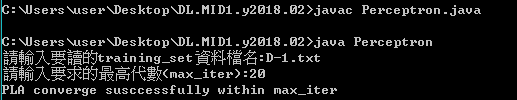 C:\Users\user\Desktop\DL.MID1.y2018.02>javac Perceptron.java
C:\Users\user\Desktop\DL.MID1.y2018.02>java Perceptron
請輸入要讀的training_set資料檔名:D-1.txt
請輸入要求的最高代數(max_iter):20
PLA converge susccessfully within max_iter